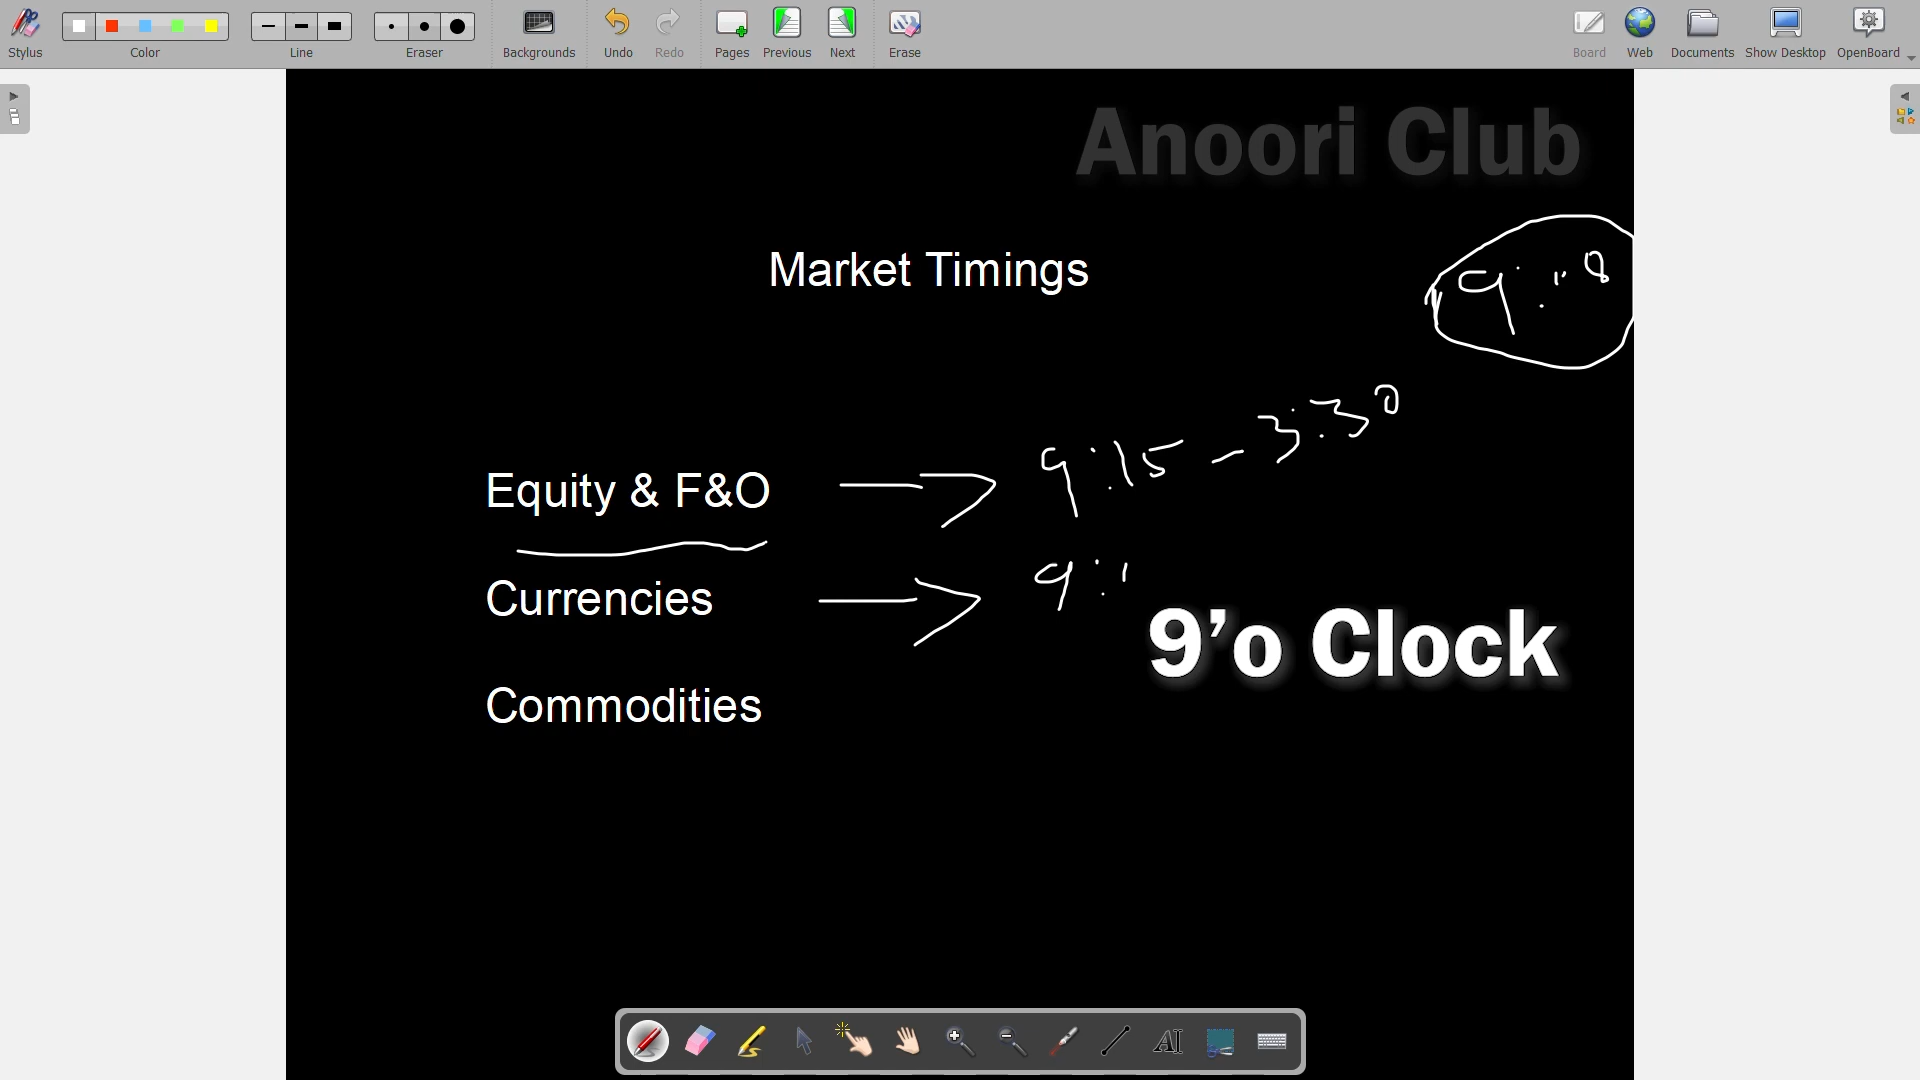 Stylus Color Line Eraser Backgrounds Undo Redo Pages Previous Next Erase Board Web Documents Show Desktop OpenBoard
Anoori Club
Market Timings
Equity & F&O 9:15 - 3:30
Currencies 9:
9’o Clock
Commodities